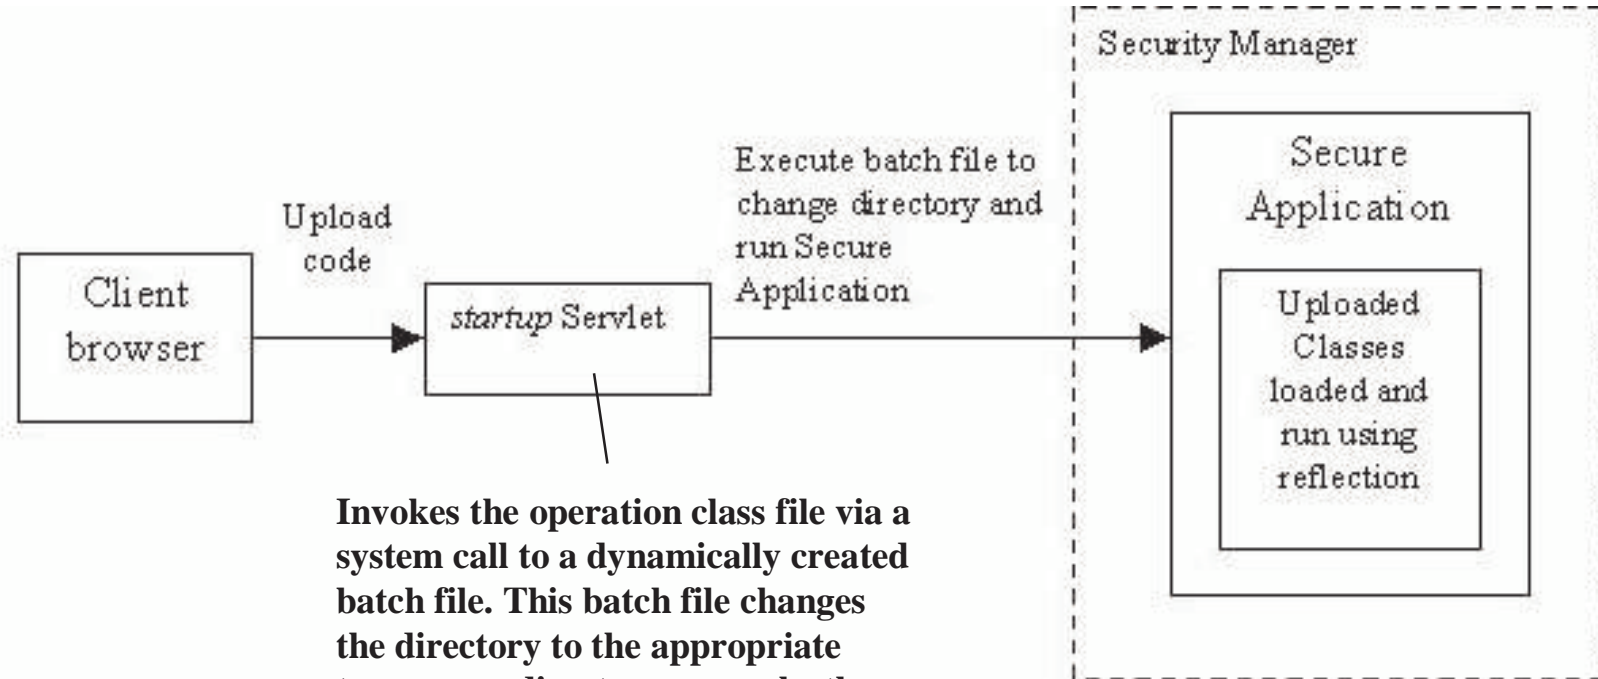 Security Manager
Secure
Application
Execute batch file to
change directory and
run Secure
Application
Upload
code
Client
browser
startup Servlet
Uploaded
Classes
loaded and
run using
reflection
Invokes the operation class file via a
system call to a dynamically created
batch file. This batch file changes
the directory to the appropriate